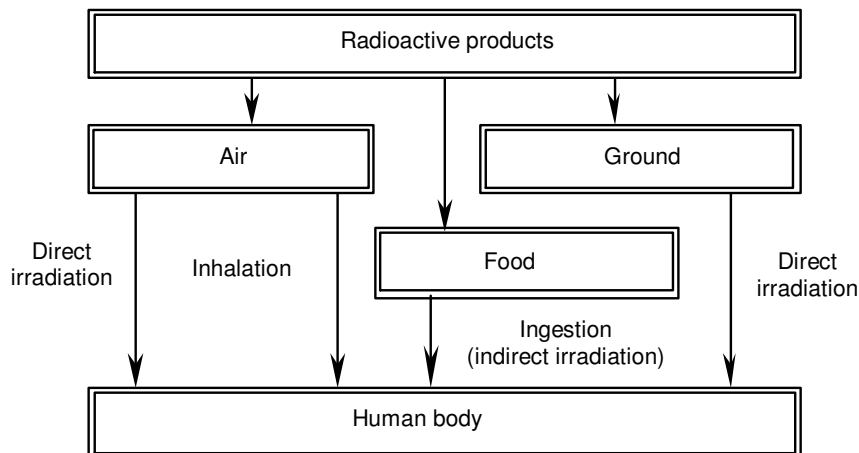 Radioactive products
Air
Ground
Direct
irradiation
Inhalation
Food
Direct
irradiation
Ingestion
(indirect irradiation)
Human body